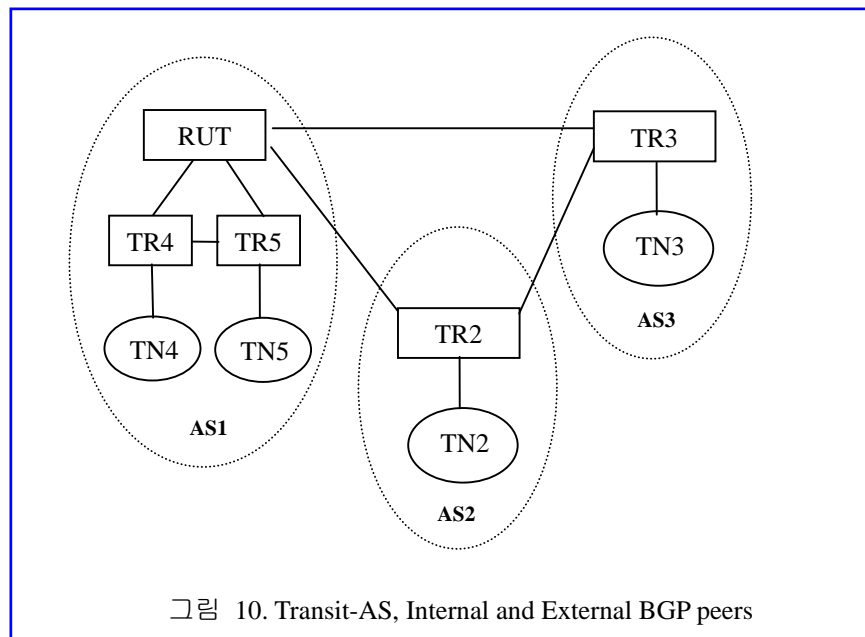 RUT
TR3
TR4
TR5
TN3
AS3
TR2
TN4
TN5
AS1
TN2
AS2
그림 10. Transit-AS, Internal and External BGP peers